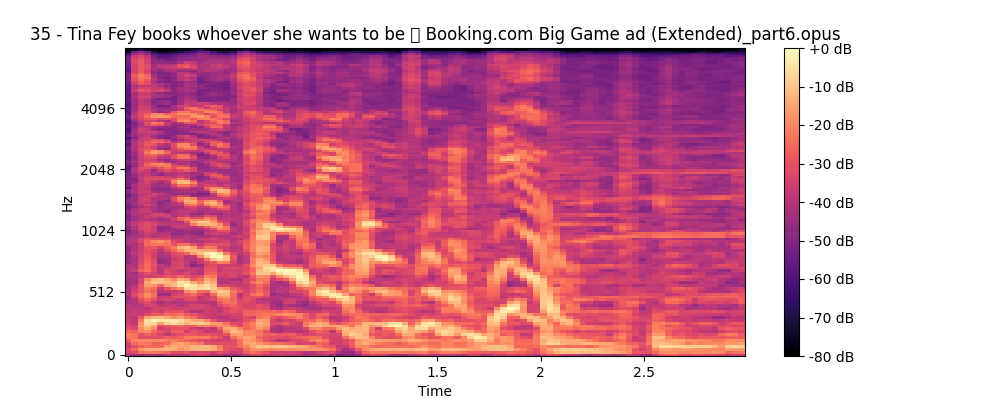 35 - Tina Fey books whoever she wants to be ▯ Booking.com Big Game ad (Extended)_part6.opus
+0 dB
4096
-10 dB
-20 dB
2048
-30 dB
Hz
1024
-40 dB
-50 dB
512
-60 dB
-70 dB
0
-80 dB
0 0.5 1 1.5 2 2.5
Time